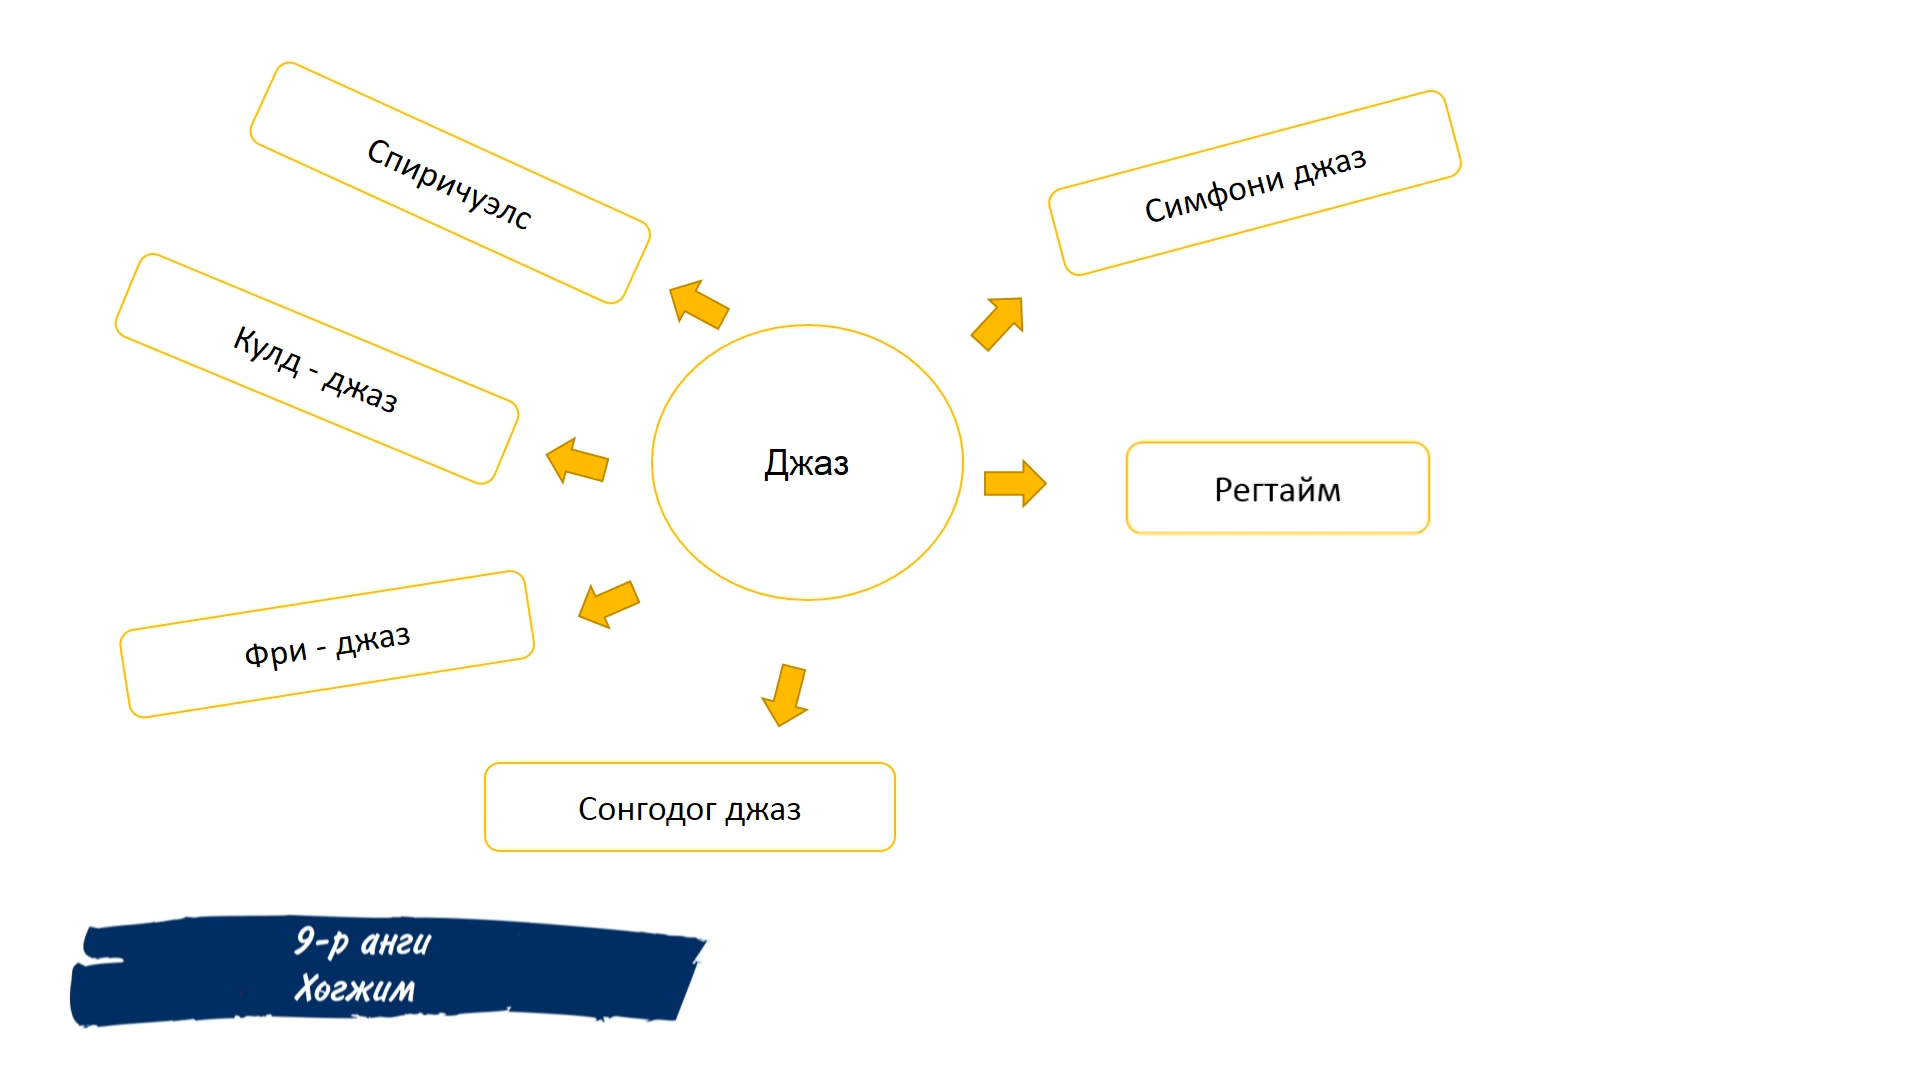 Спиричуэлс
Симфони джаз
Кулд - джаз
Джаз
Регтайм
Фри - джаз
Сонгодог джаз
9-р анги
Хөгжим